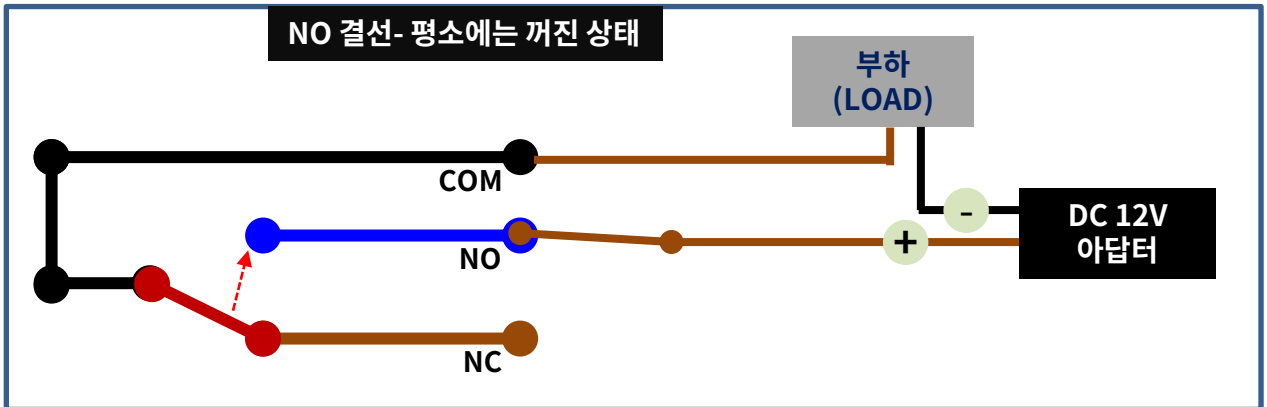 NO 결선- 평소에는 꺼진 상태
부하
(LOAD)
COM
NO
NC
-
+
DC 12V
아답터